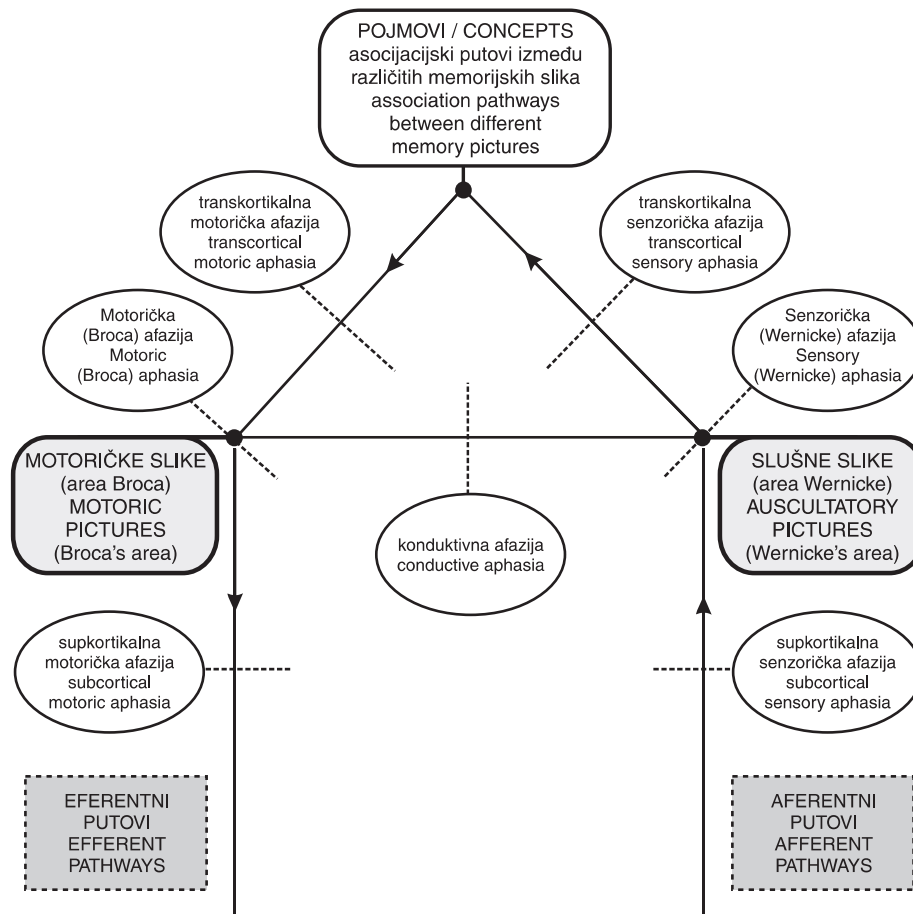 POJMOVI / CONCEPTS
asocijacijski putovi između
različitih memorijskih slika
association pathways
between different
memory pictures
transkortikalna
motorička afazija
transcortical
motoric aphasia
transkortikalna
senzorička afazija
transcortical
sensory aphasia
Motorička
(Broca) afazija
Motoric
(Broca) aphasia
Senzorička
(Wernicke) afazija
Sensory
(Wernicke) aphasia
MOTORIČKE SLIKE
(area Broca)
MOTORIC
PICTURES
(Broca's area)
SLUŠNE SLIKE
(area Wernicke)
AUSCULTATORY
PICTURES
(Wernicke's area)
konduktivna afazija
conductive aphasia
supkortikalna
motorička afazija
subcortical
motoric aphasia
supkortikalna
senzorička afazija
subcortical
sensory aphasia
EFERENTNI
PUTOVI
EFFERENT
PATHWAYS
AFERENTNI
PUTOVI
AFFERENT
PATHWAYS